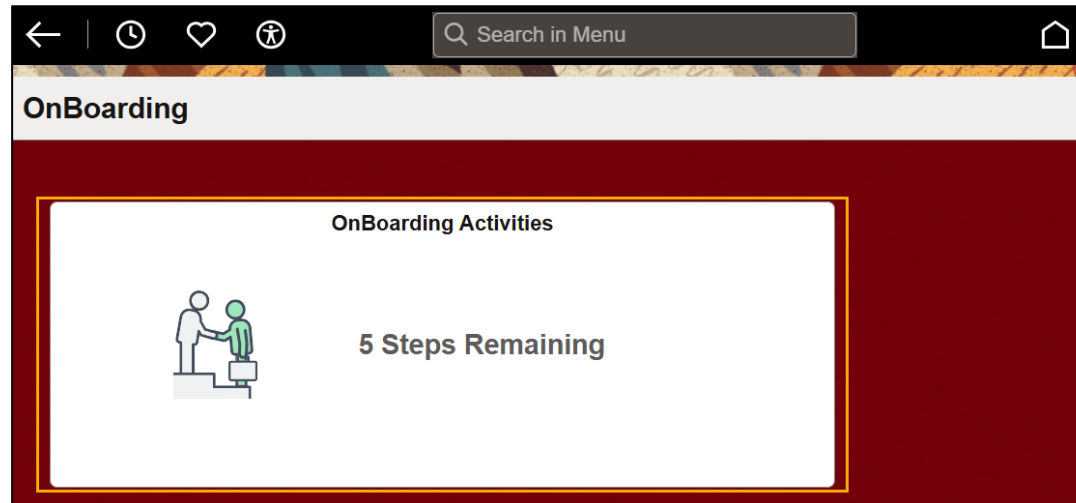 Search in Menu
OnBoarding
OnBoarding Activities
5 Steps Remaining